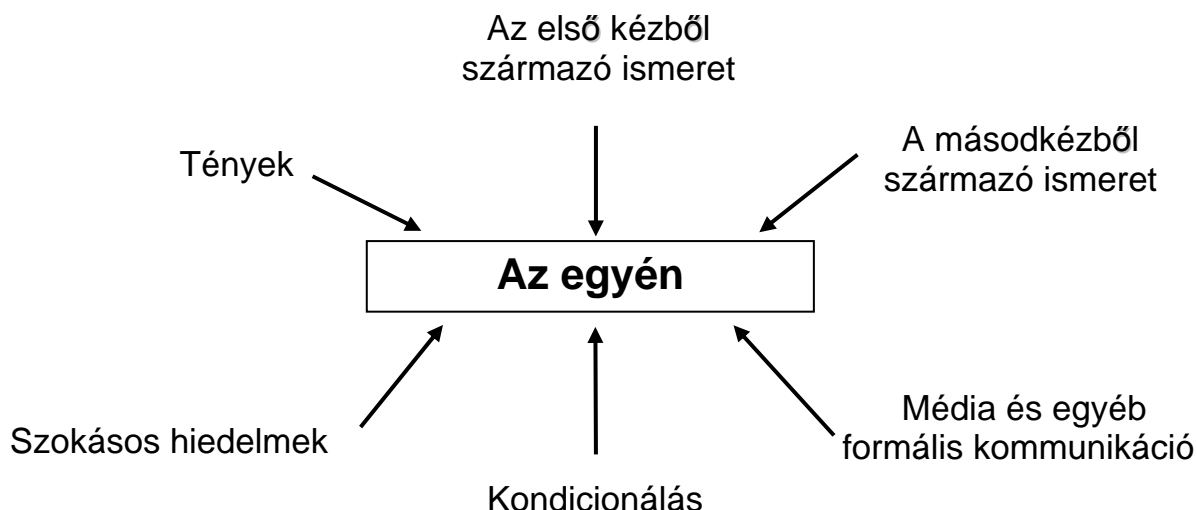 Az első kézből
származó ismeret
Tények
A másodkézből
származó ismeret
Az egyén
Szokásos hiedelmek
Média és egyéb
formális kommunikáció
Kondicionálás